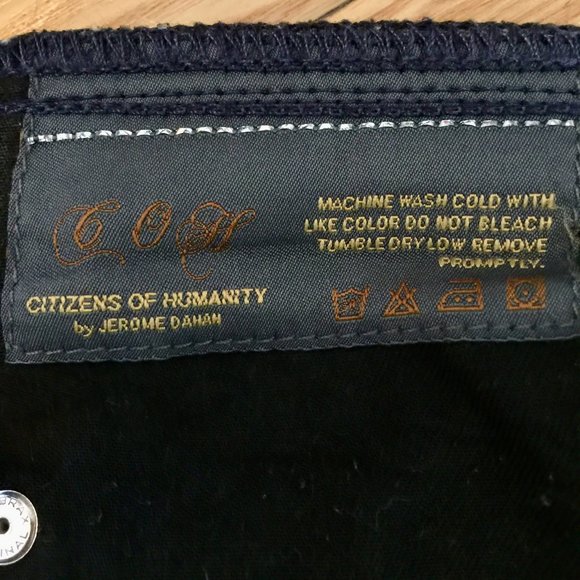 C O H
CITIZENS OF HUMANITY
by JEROME DAHAN
MACHINE WASH COLD WITH
LIKE COLOR DO NOT BLEACH
TUMBLE DRY LOW REMOVE
PROMPTLY.